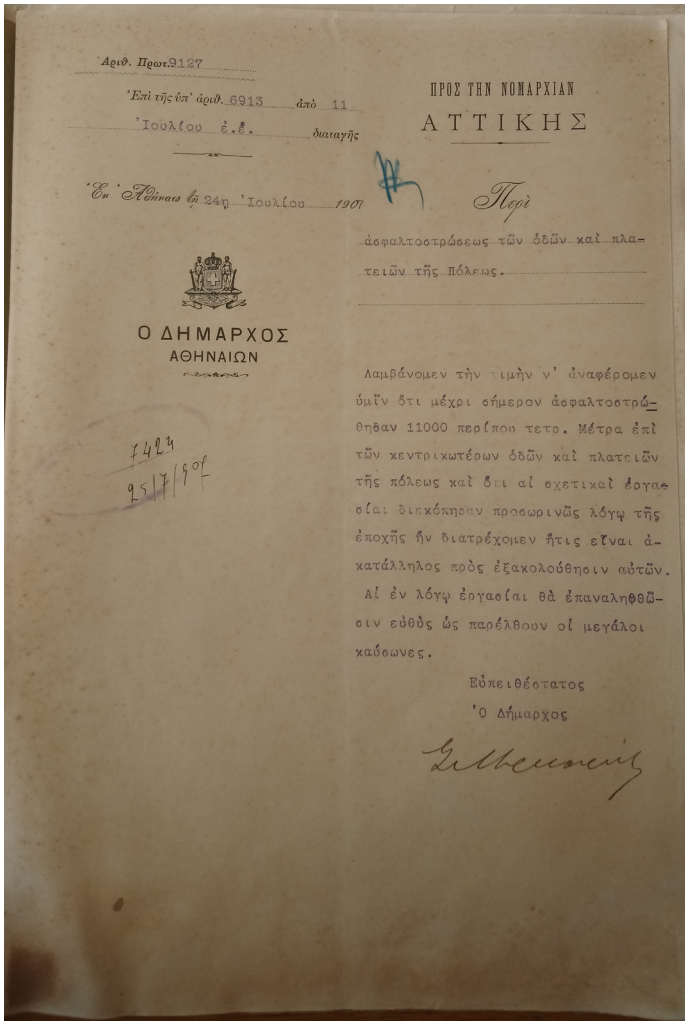 Ἀριθ. Πρωτ. 9127
Ἐπὶ τῆς ὑπ' ἀριθ. 6913 ἀπὸ 11
Ἰουλίου ἐ.ἔ. διαταγῆς
Ἐν Ἀθήναις τῇ 24η Ἰουλίου 1907
Ο ΔΗΜΑΡΧΟΣ
ΑΘΗΝΑΙΩΝ
7424
25/7/907
ΠΡΟΣ ΤΗΝ ΝΟΜΑΡΧΙΑΝ
ΑΤΤΙΚΗΣ
Περὶ
ἀσφαλτοστρώσεως τῶν ὁδῶν καὶ πλα-
τειῶν τῆς Πόλεως.
Λαμβάνομεν τὴν τιμὴν ν' ἀναφέρομεν
ὑμῖν ὅτι μέχρι σήμερον ἀσφαλτοστρώ-
θησαν 11000 περίπου τετρ. Μέτρα ἐπὶ
τῶν κεντρικωτέρων ὁδῶν καὶ πλατειῶν
τῆς πόλεως καὶ ὅτι αἱ σχετικαὶ ἐργα-
σίαι διεκόπησαν προσωρινῶς λόγῳ τῆς
ἐποχῆς ἣν διατρέχομεν ἥτις εἶναι ἀ-
κατάλληλος πρὸς ἐξακολούθησιν αὐτῶν.
Αἱ ἐν λόγῳ ἐργασίαι θὰ ἐπαναληφθῶ-
σιν εὐθὺς ὡς παρέλθουν οἱ μεγάλοι
καύσωνες.
Εὐπειθέστατος
Ὁ Δήμαρχος